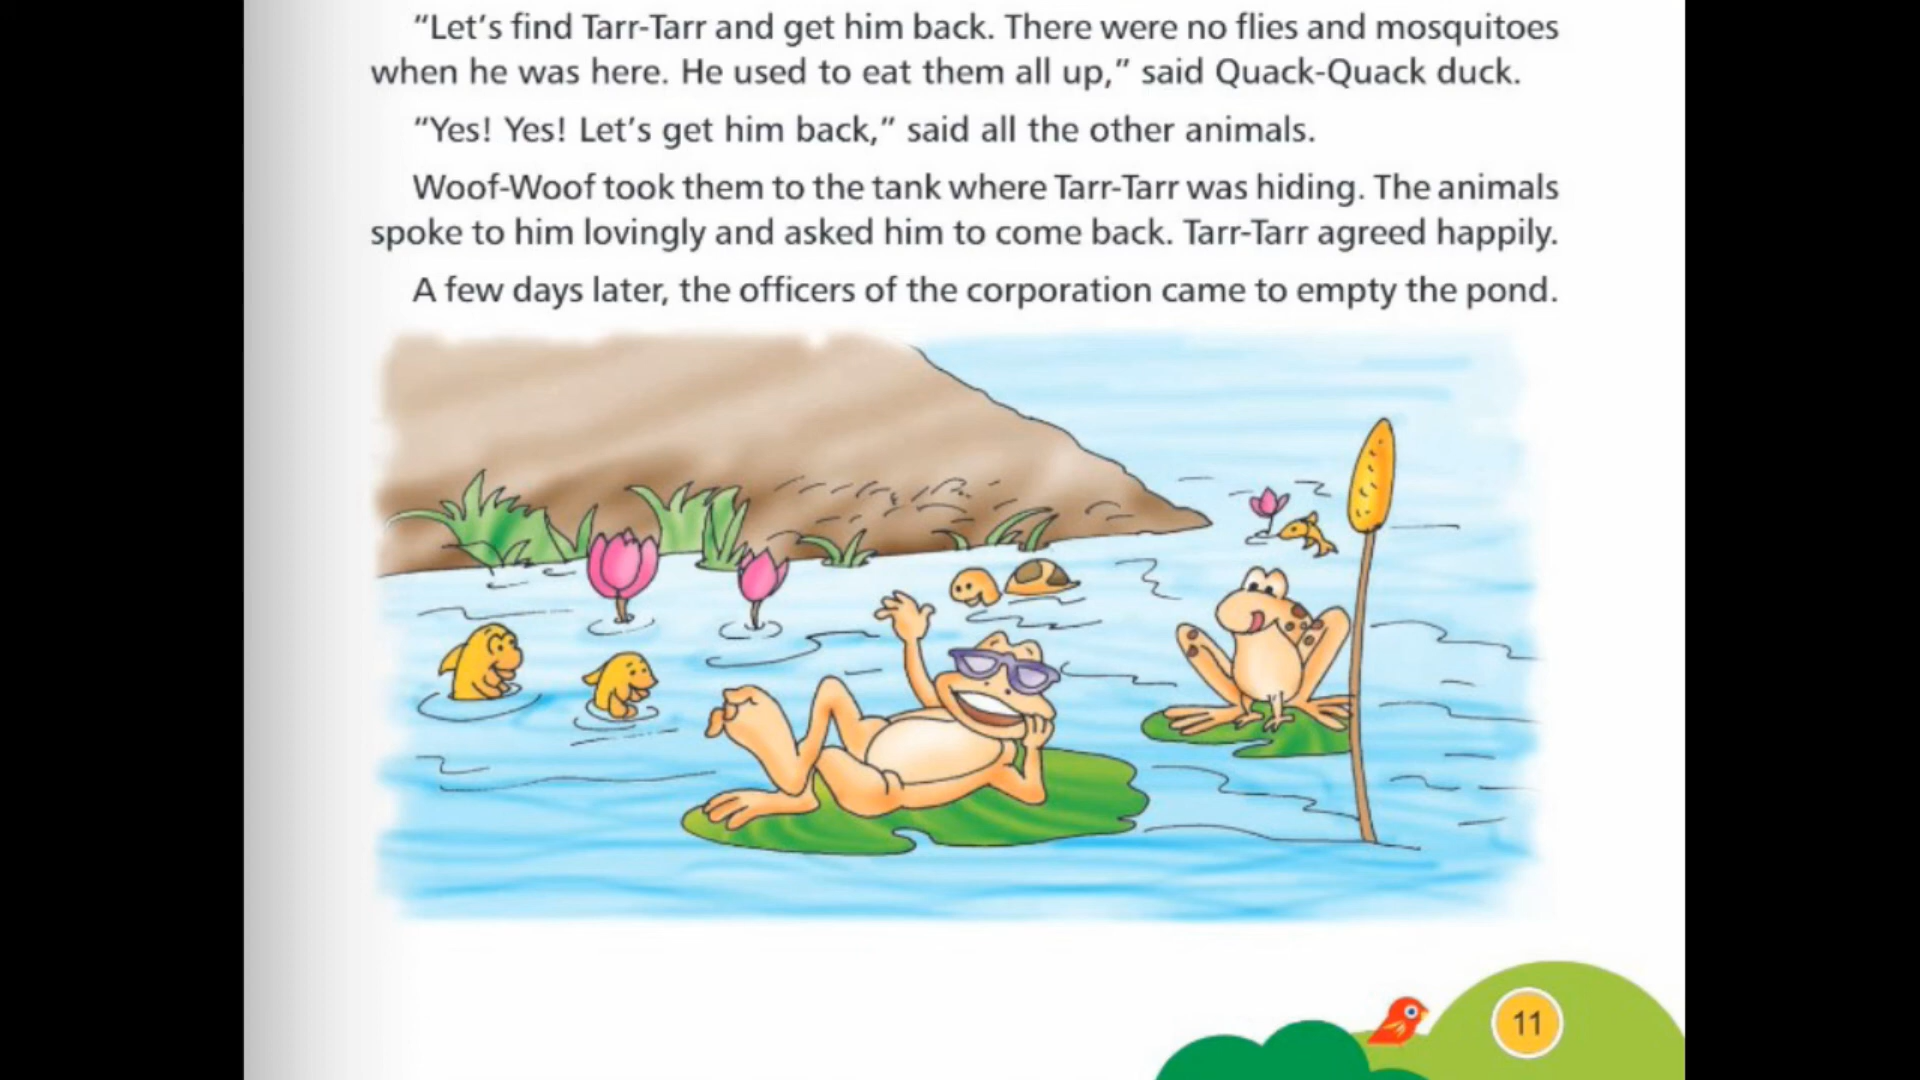 “Let’s find Tarr-Tarr and get him back. There were no flies and mosquitoes
when he was here. He used to eat them all up,” said Quack-Quack duck.
“Yes! Yes! Let’s get him back,” said all the other animals.
Woof-Woof took them to the tank where Tarr-Tarr was hiding. The animals
spoke to him lovingly and asked him to come back. Tarr-Tarr agreed happily.
A few days later, the officers of the corporation came to empty the pond.
11